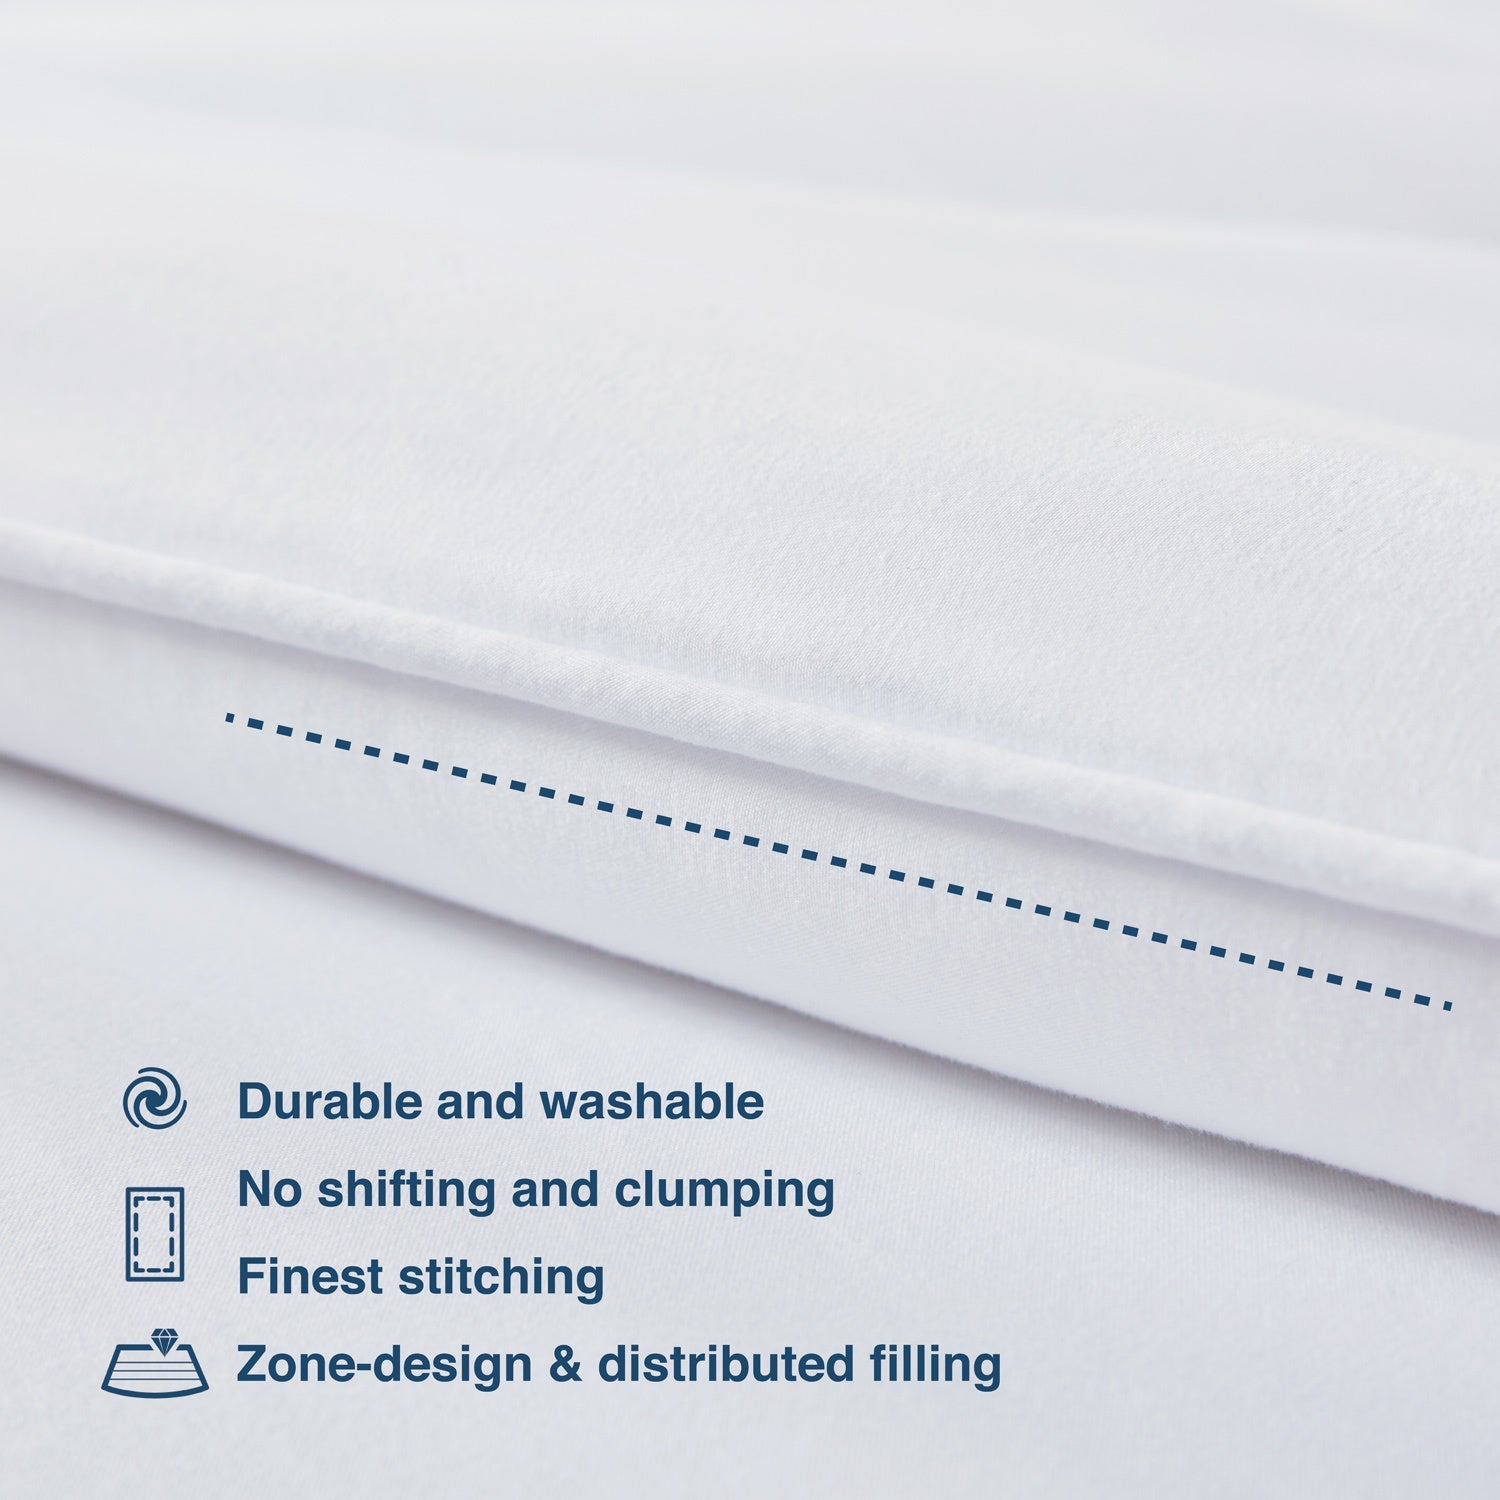 Durable and washable
No shifting and clumping
Finest stitching
Zone-design & distributed filling